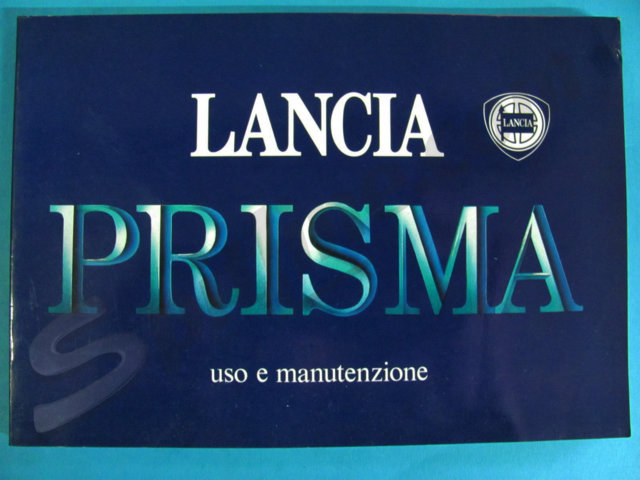 LANCIA
LANCIA
PRISMA
uso e manutenzione